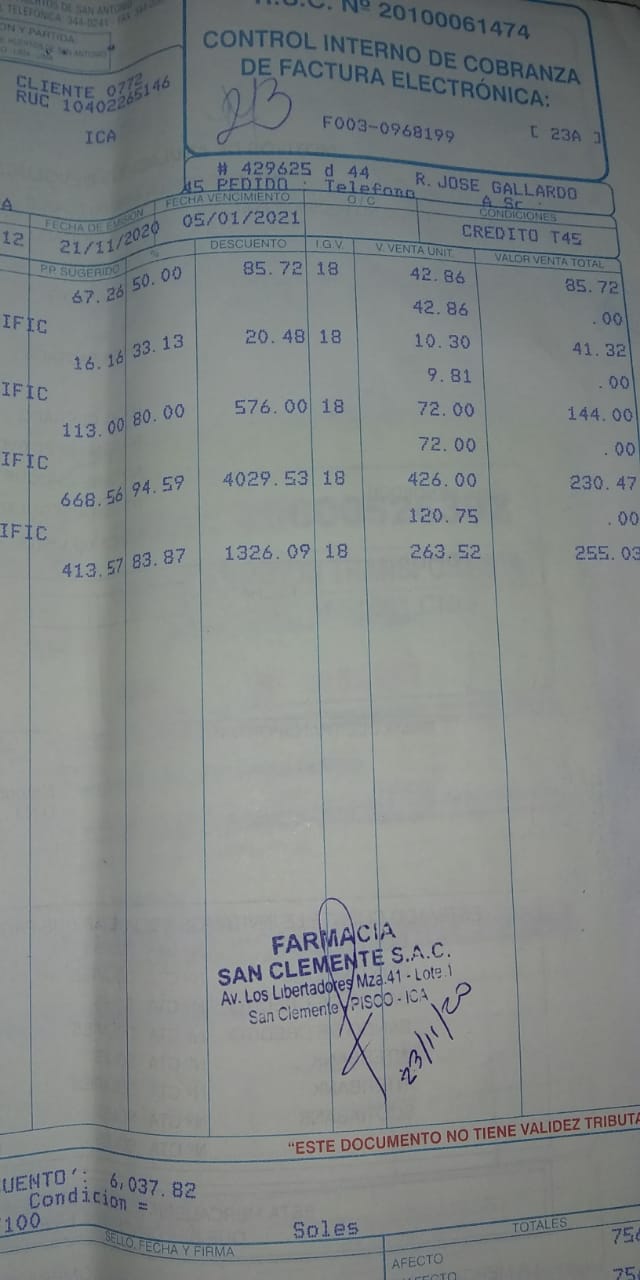 R.U.C. Nº 20100061474
CONTROL INTERNO DE COBRANZA
DE FACTURA ELECTRÓNICA:
213
F003-0968199 [ 23A ]
CLIENTE 0772
RUC 10402265146
ICA
# 429625 d 44 R. JOSE GALLARDO
45 PEDIDO : Telefono A Sr
FECHA DE EMISIÓN FECHA VENCIMIENTO O / C CONDICIONES
12 21/11/2020 05/01/2021 CREDITO T45
PP SUGERIDO % DESCUENTO I.G.V. V. VENTA UNIT. VALOR VENTA TOTAL
67.26 50.00 85.72 18 42.86 85.72
IFIC 42.86 .00
16.16 33.13 20.48 18 10.30 41.32
IFIC 9.81 .00
113.00 80.00 576.00 18 72.00 144.00
IFIC 72.00 .00
668.56 94.59 4029.53 18 426.00 230.47
IFIC 120.75 .00
413.57 83.87 1326.09 18 263.52 255.03
FARMACIA
SAN CLEMENTE S.A.C.
Av. Los Libertadores Mza.41 - Lote.1
San Clemente PISCO - ICA
23/11/20
"ESTE DOCUMENTO NO TIENE VALIDEZ TRIBUTA
UENTO': 6,037.82
Condicion =
/100 Soles
SELLO, FECHA Y FIRMA TOTALES
AFECTO 756